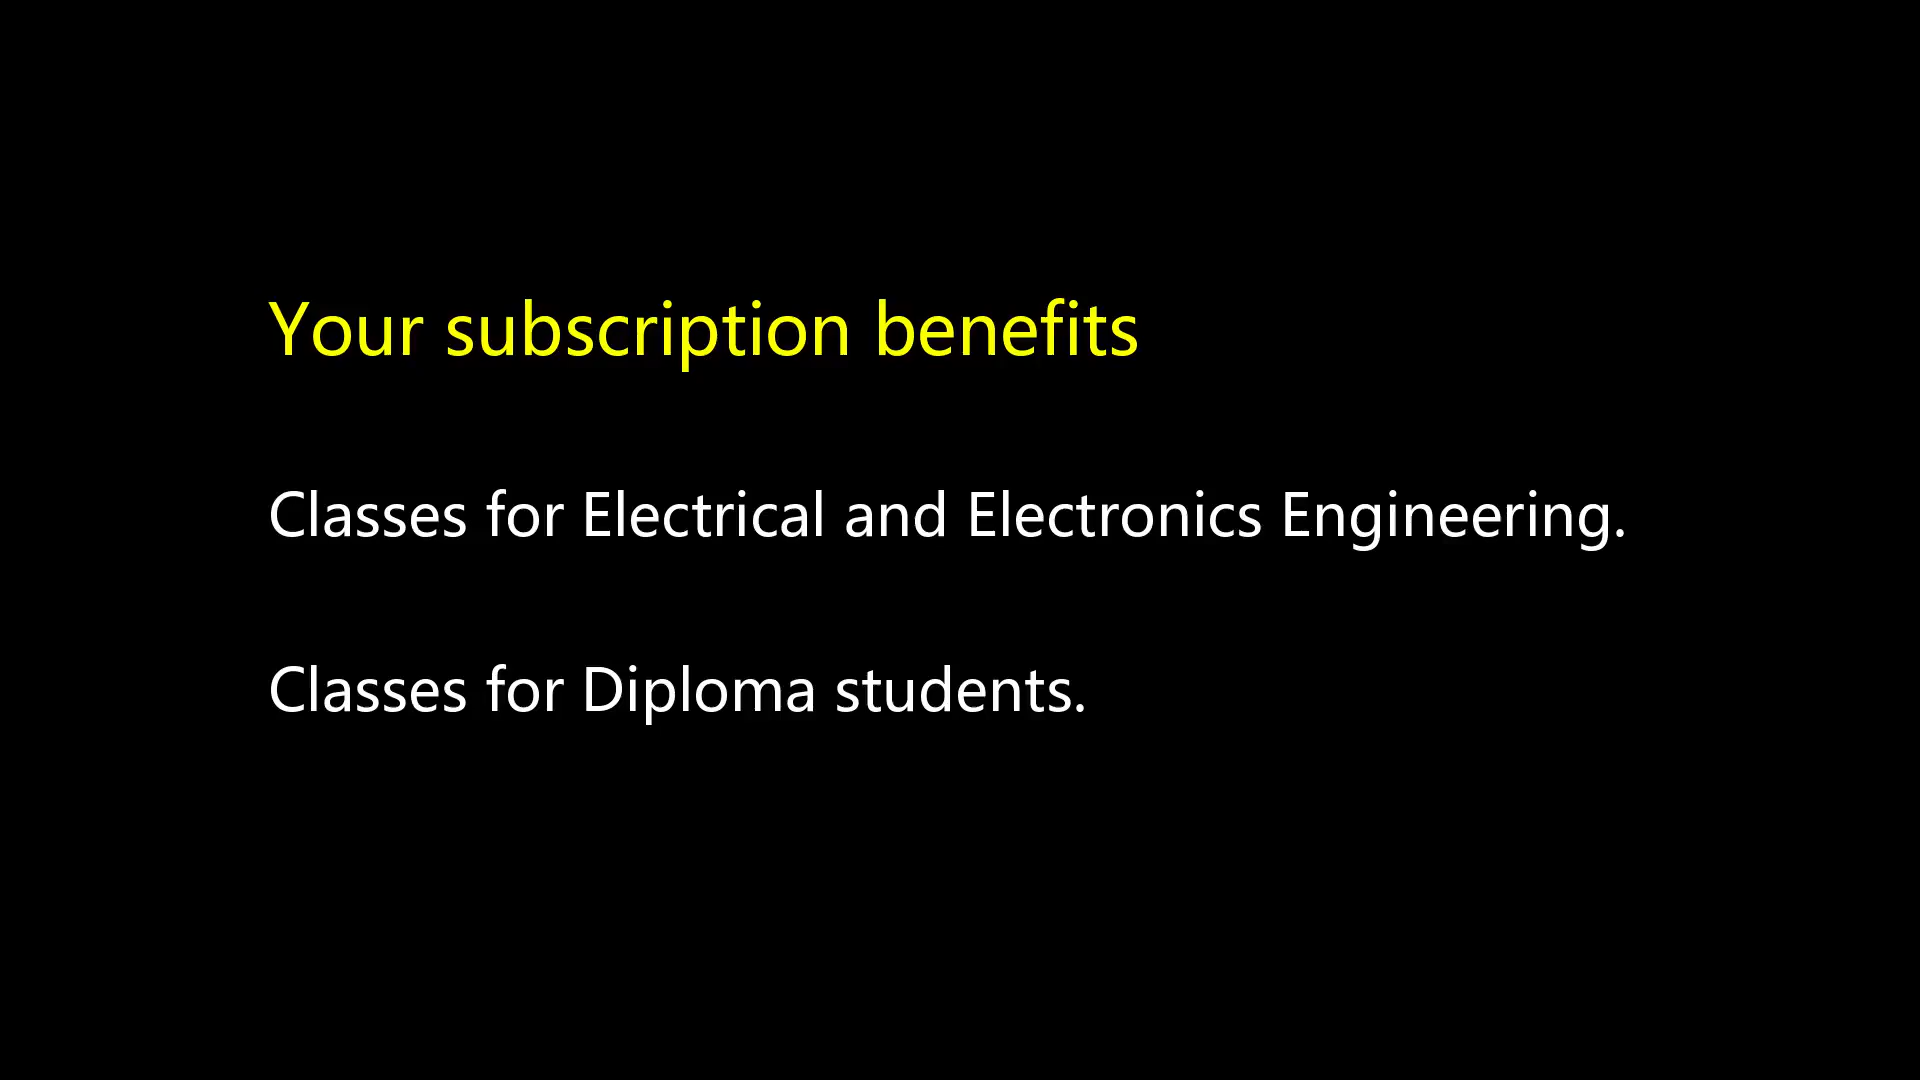 Your subscription benefits
Classes for Electrical and Electronics Engineering.
Classes for Diploma students.